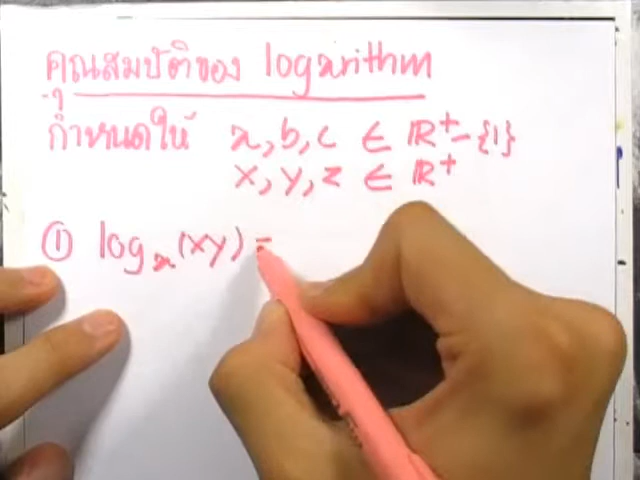 คุณสมบัติของ logarithm
กำหนดให้ a, b, c ∈ ℝ⁺ - {1}
x, y, z ∈ ℝ⁺
① logₐ(xy) =